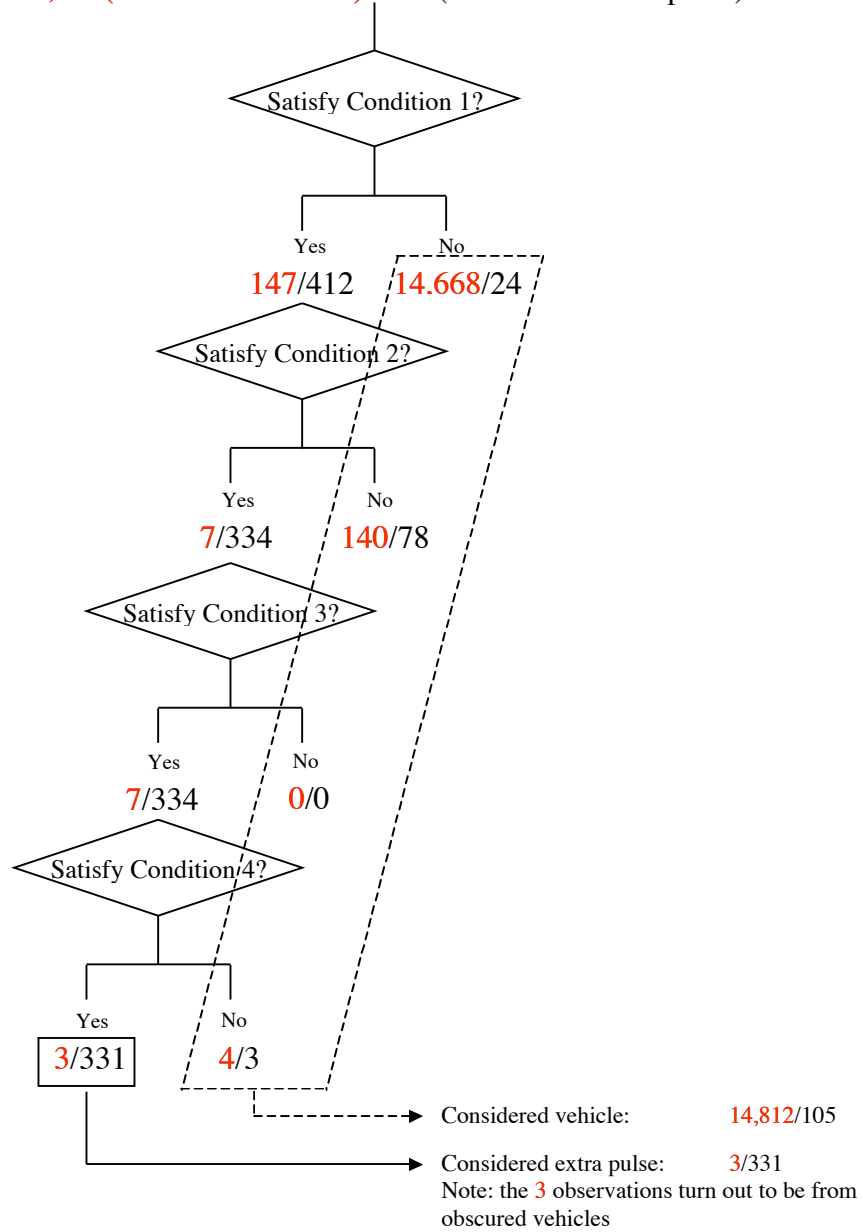 Satisfy Condition 1?
Yes No
147/412 14,668/24
Satisfy Condition 2?
Yes No
7/334 140/78
Satisfy Condition 3?
Yes No
7/334 0/0
Satisfy Condition 4?
Yes No
3/331 4/3
Considered vehicle: 14,812/105
Considered extra pulse: 3/331
Note: the 3 observations turn out to be from
obscured vehicles